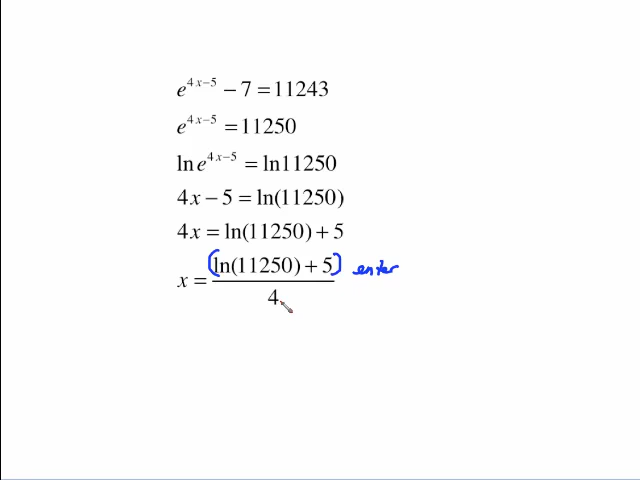 e^{4x-5} - 7 = 11243
e^{4x-5} = 11250
ln e^{4x-5} = ln11250
4x - 5 = ln(11250)
4x = ln(11250) + 5
x = \frac{(ln(11250) + 5)}{4} enter